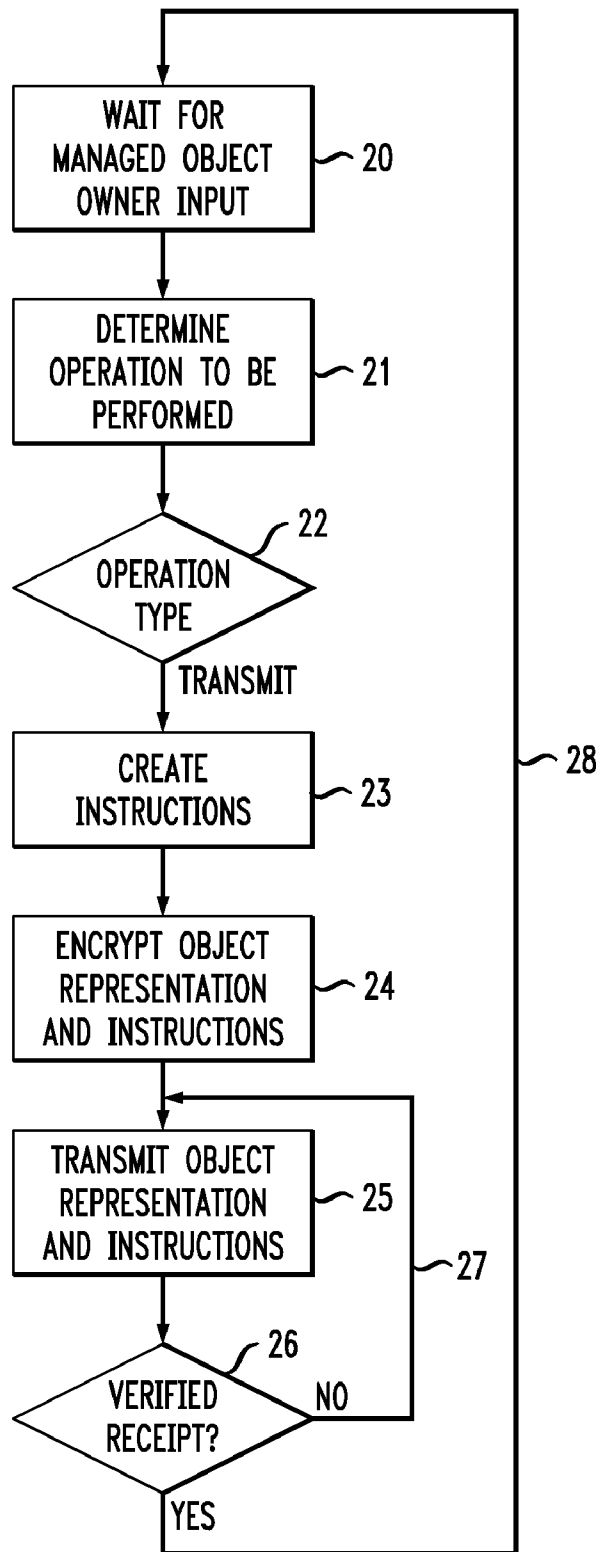 WAIT FOR
MANAGED OBJECT
OWNER INPUT
20
DETERMINE
OPERATION TO BE
PERFORMED
21
22
OPERATION
TYPE
TRANSMIT
CREATE
INSTRUCTIONS
23
28
ENCRYPT OBJECT
REPRESENTATION
AND INSTRUCTIONS
24
TRANSMIT OBJECT
REPRESENTATION
AND INSTRUCTIONS
25
27
26
VERIFIED
RECEIPT?
NO
YES